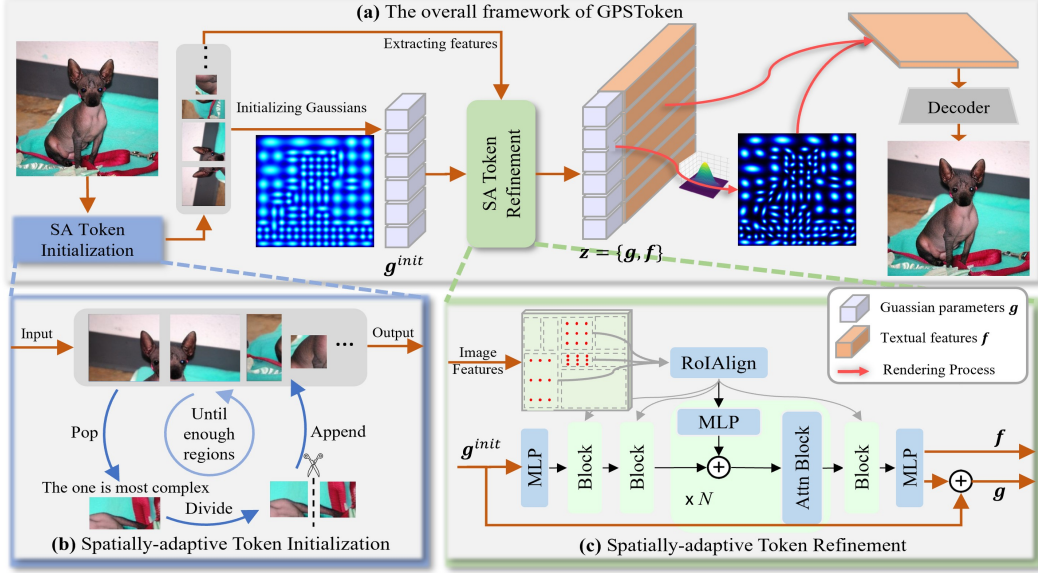 (a) The overall framework of GPSToken
Extracting features
Initializing Gaussians
SA Token
Initialization
g^init
SA Token
Refinement
z = {g, f}
Decoder
Input
Output
Pop
Until
enough
regions
Append
The one is most complex
Divide
(b) Spatially-adaptive Token Initialization
Guassian parameters g
Textual features f
Rendering Process
Image
Features
RoIAlign
g^init
MLP
Block
Block
MLP
+
x N
Attn Block
Block
MLP
f
+
g
(c) Spatially-adaptive Token Refinement